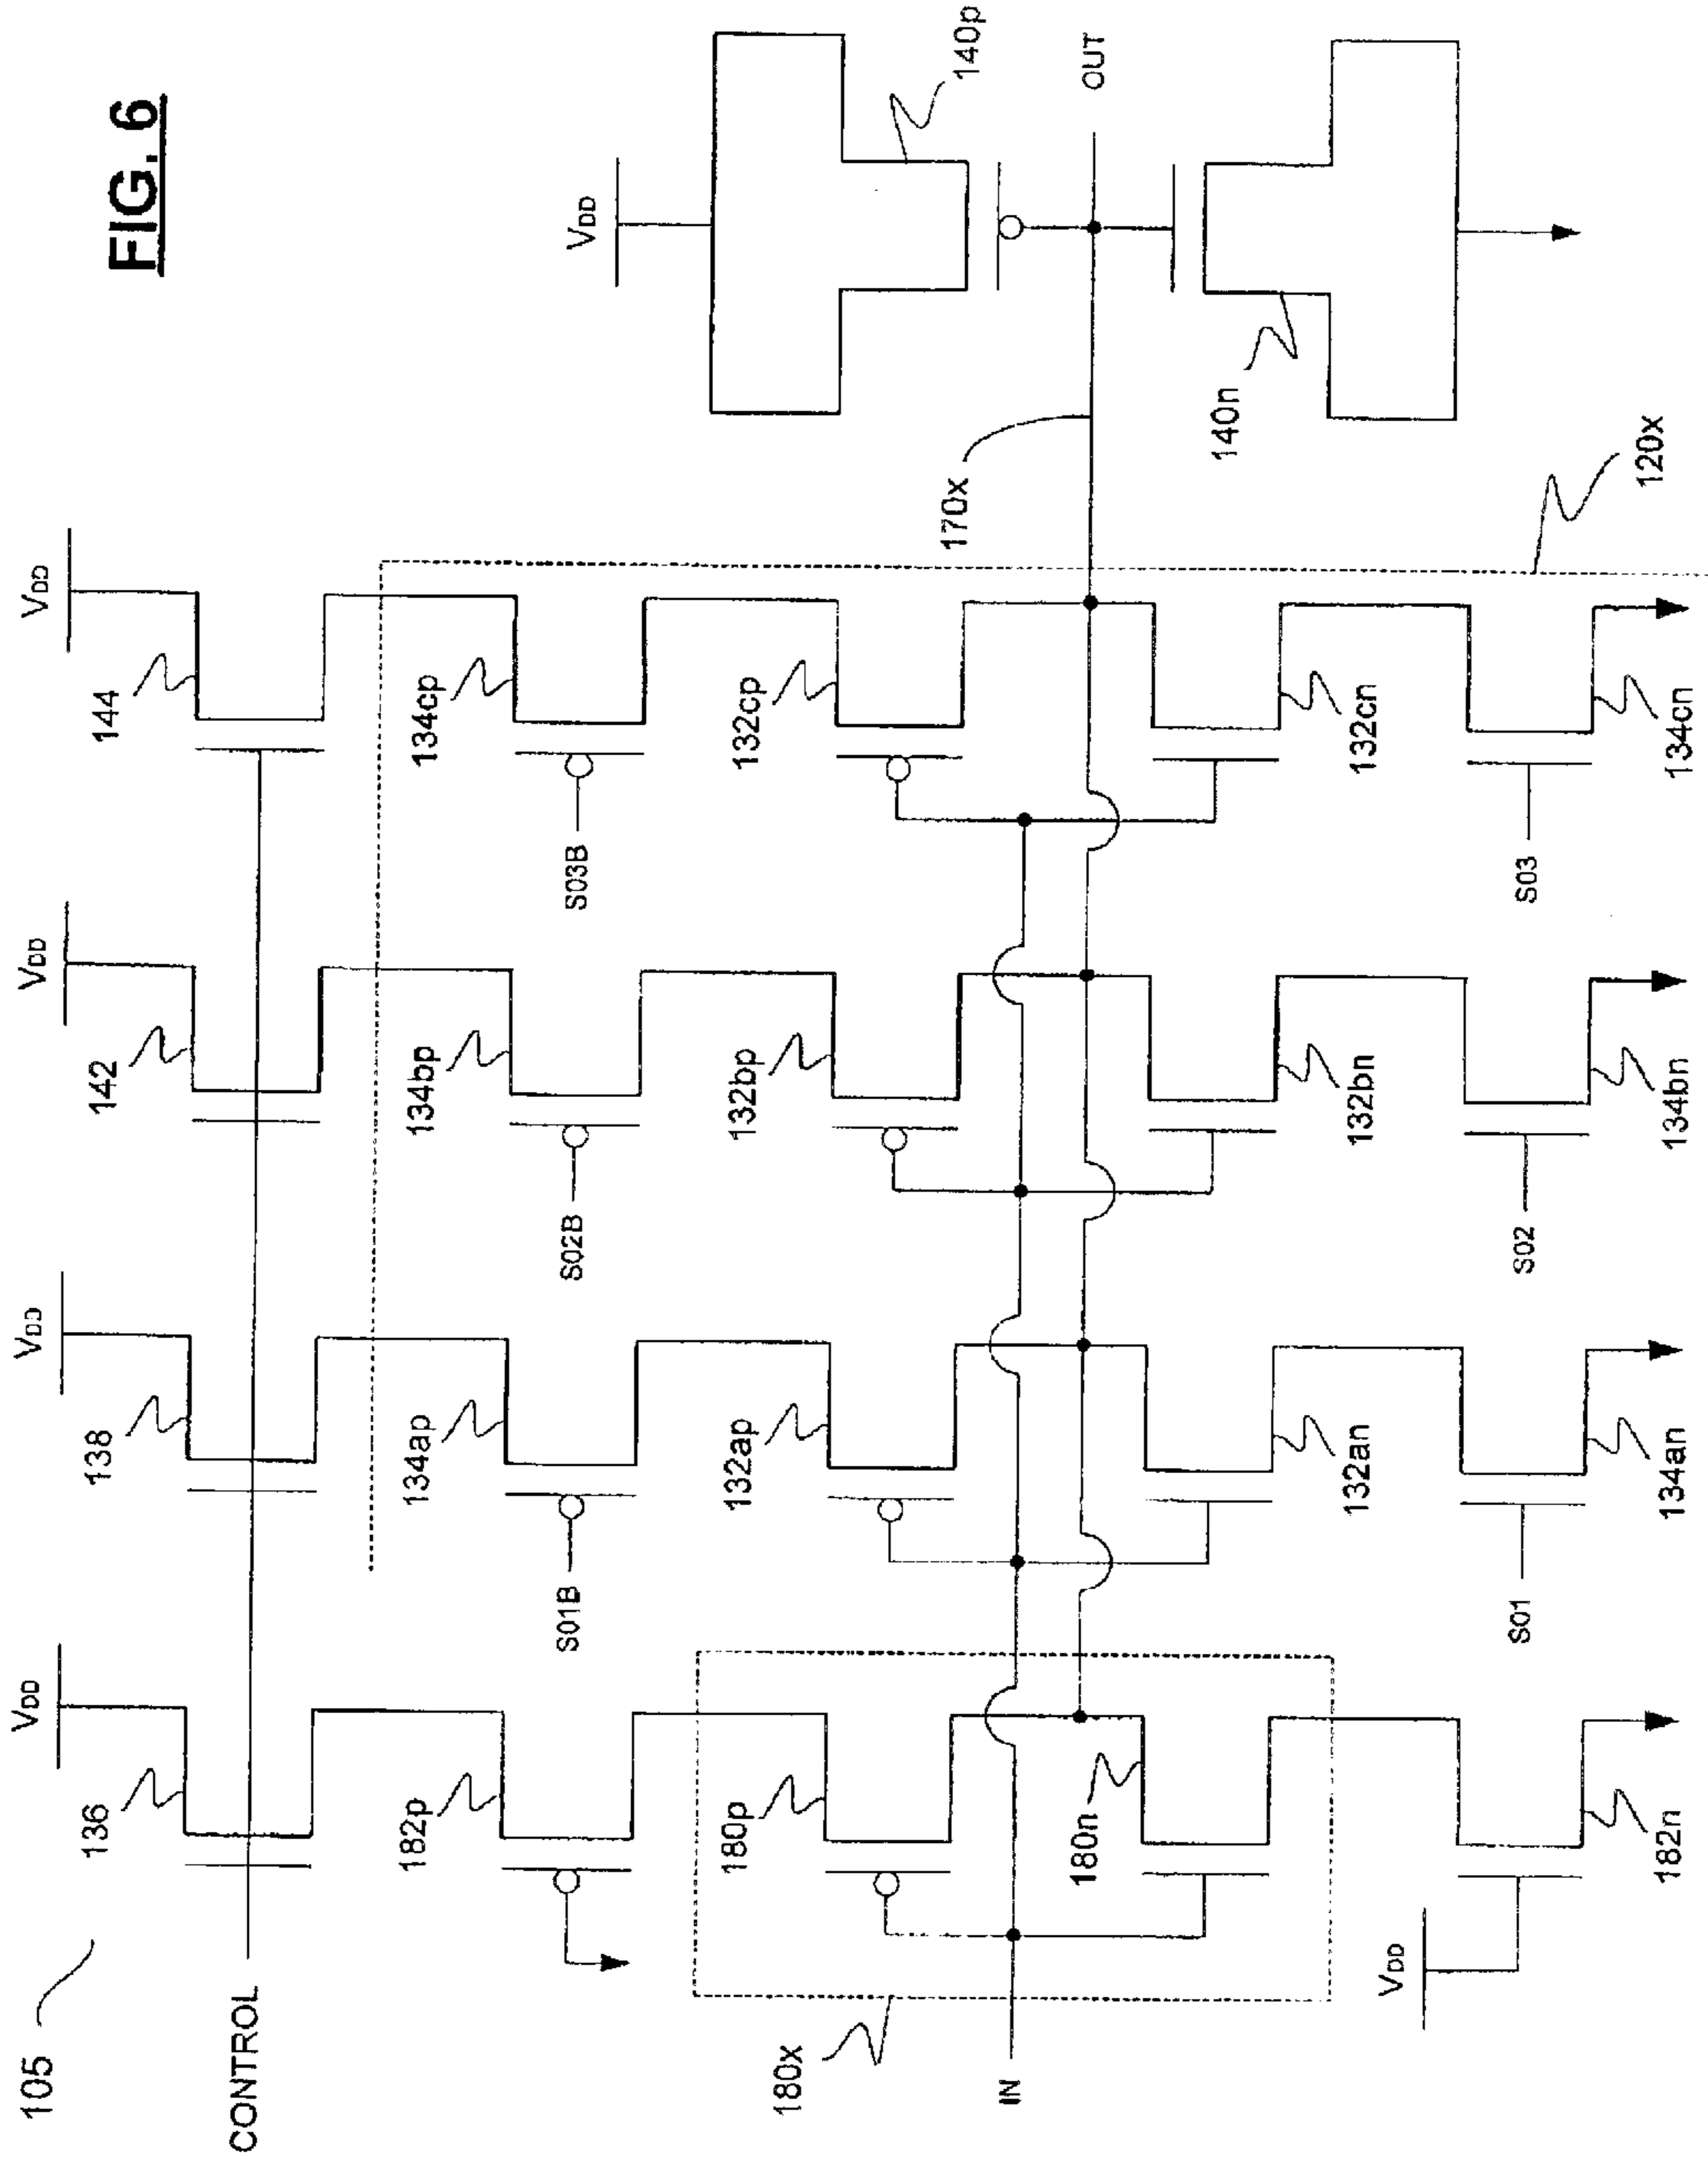 FIG. 6
105
CONTROL
136
VDD
138
VDD
142
VDD
144
VDD
182p
S01B
134ap
S02B
134bp
S03B
134cp
VDD
140p
180p
132ap
132bp
132cp
170x
OUT
180x
IN
180n
132an
132bn
132cn
140n
VDD
182n
S01
134an
S02
134bn
S03
134cn
120x